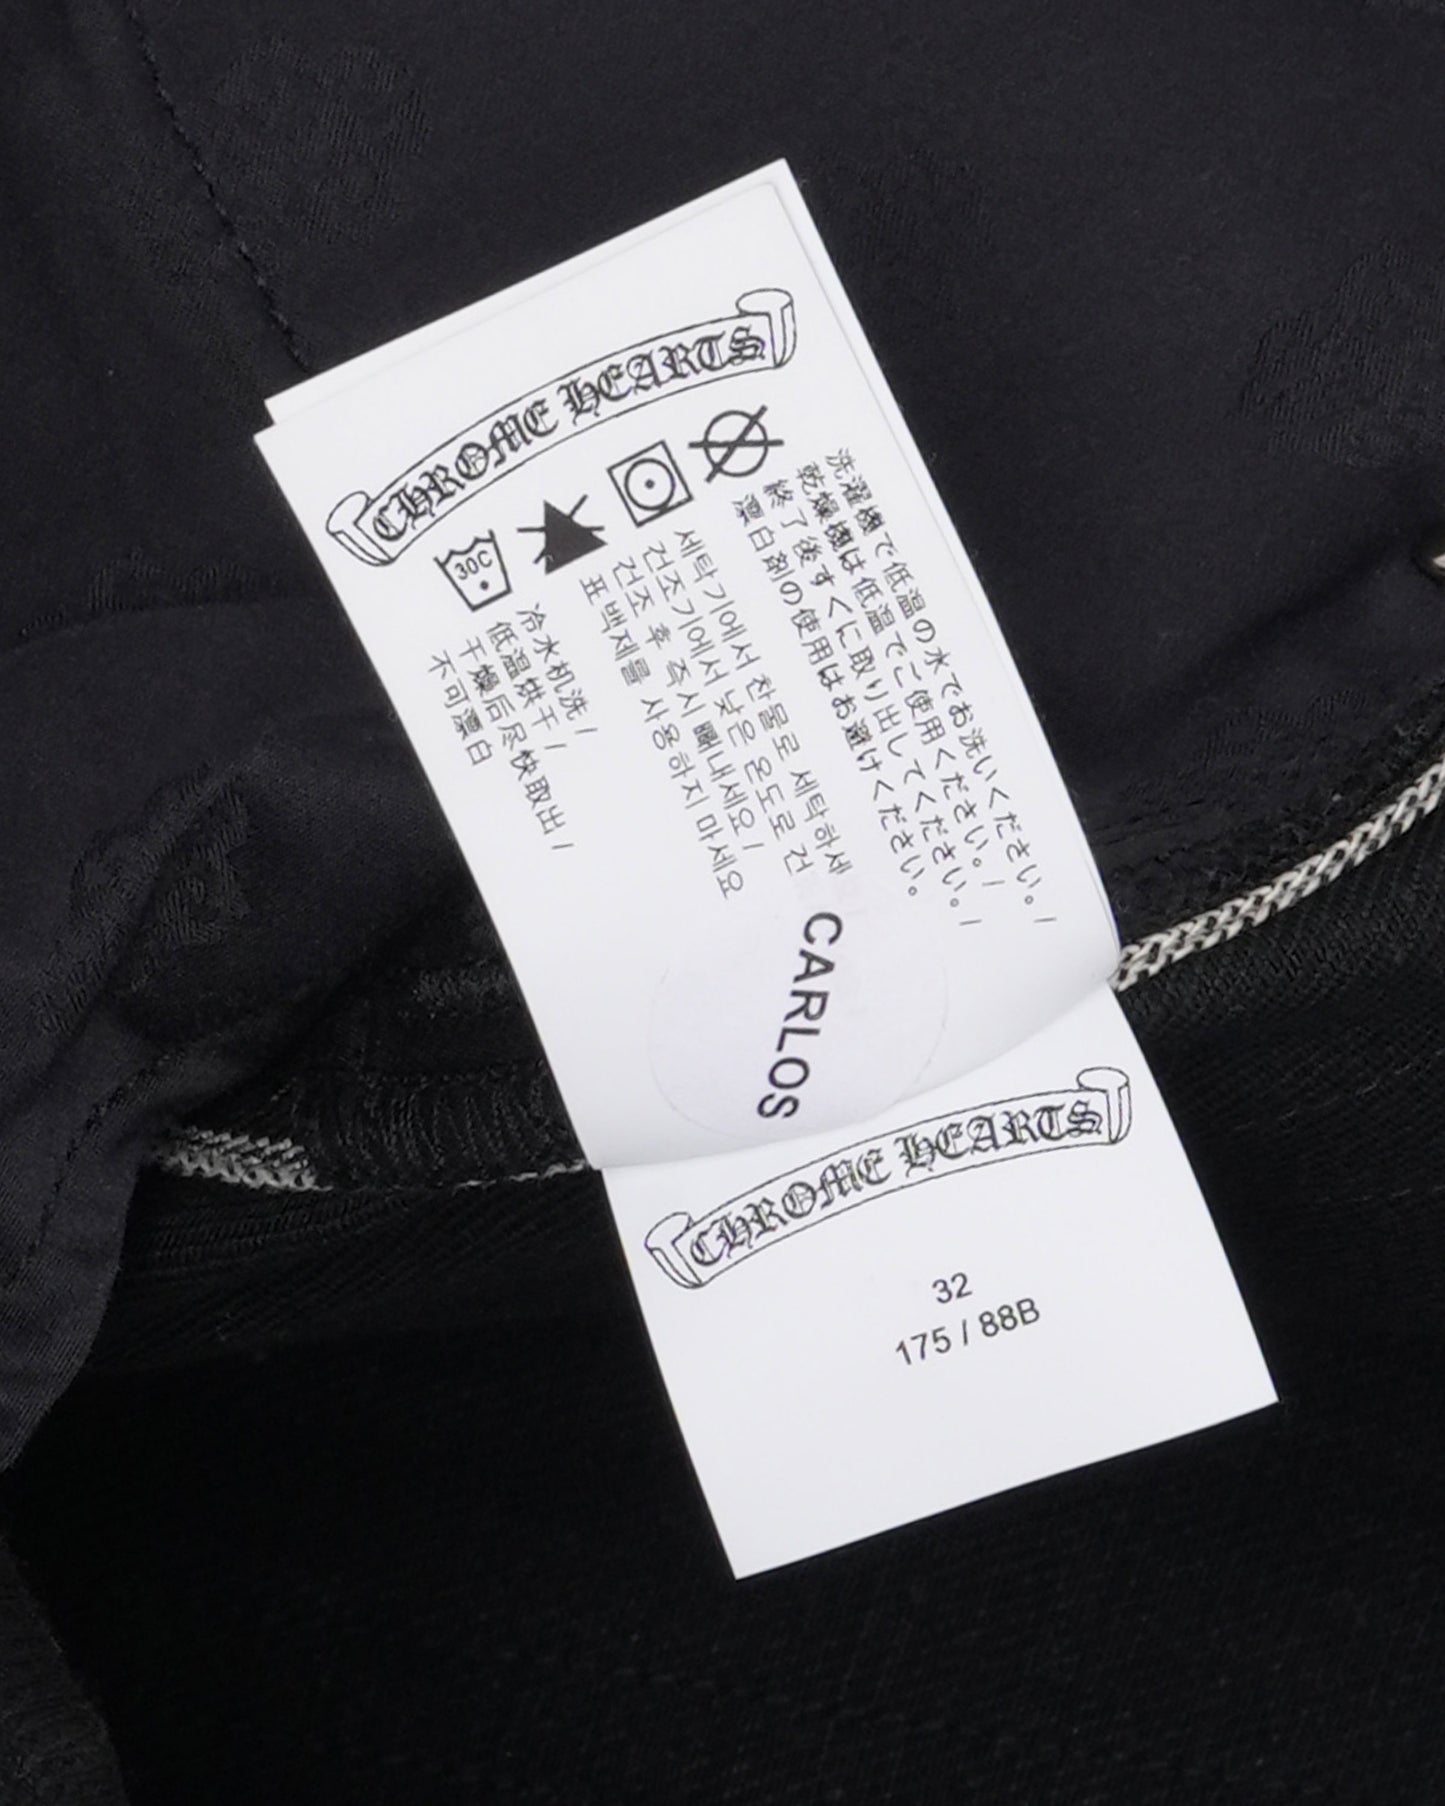 CHROME HEARTS
30C
洗濯機で低温の水でお洗いください。/
乾燥機は低温でご使用ください。/
終了後すぐに取り出してください。/
漂白剤の使用はお避けください。
세탁기에서 찬물로 세탁하세
건조기에서 낮은 온도로 건
건조 후 즉시 빼내세요/
표백제를 사용하지 마세요
冷水机洗/
低温烘干/
干燥后尽快取出/
不可漂白
CARLOS
CHROME HEARTS
32
175 / 88B